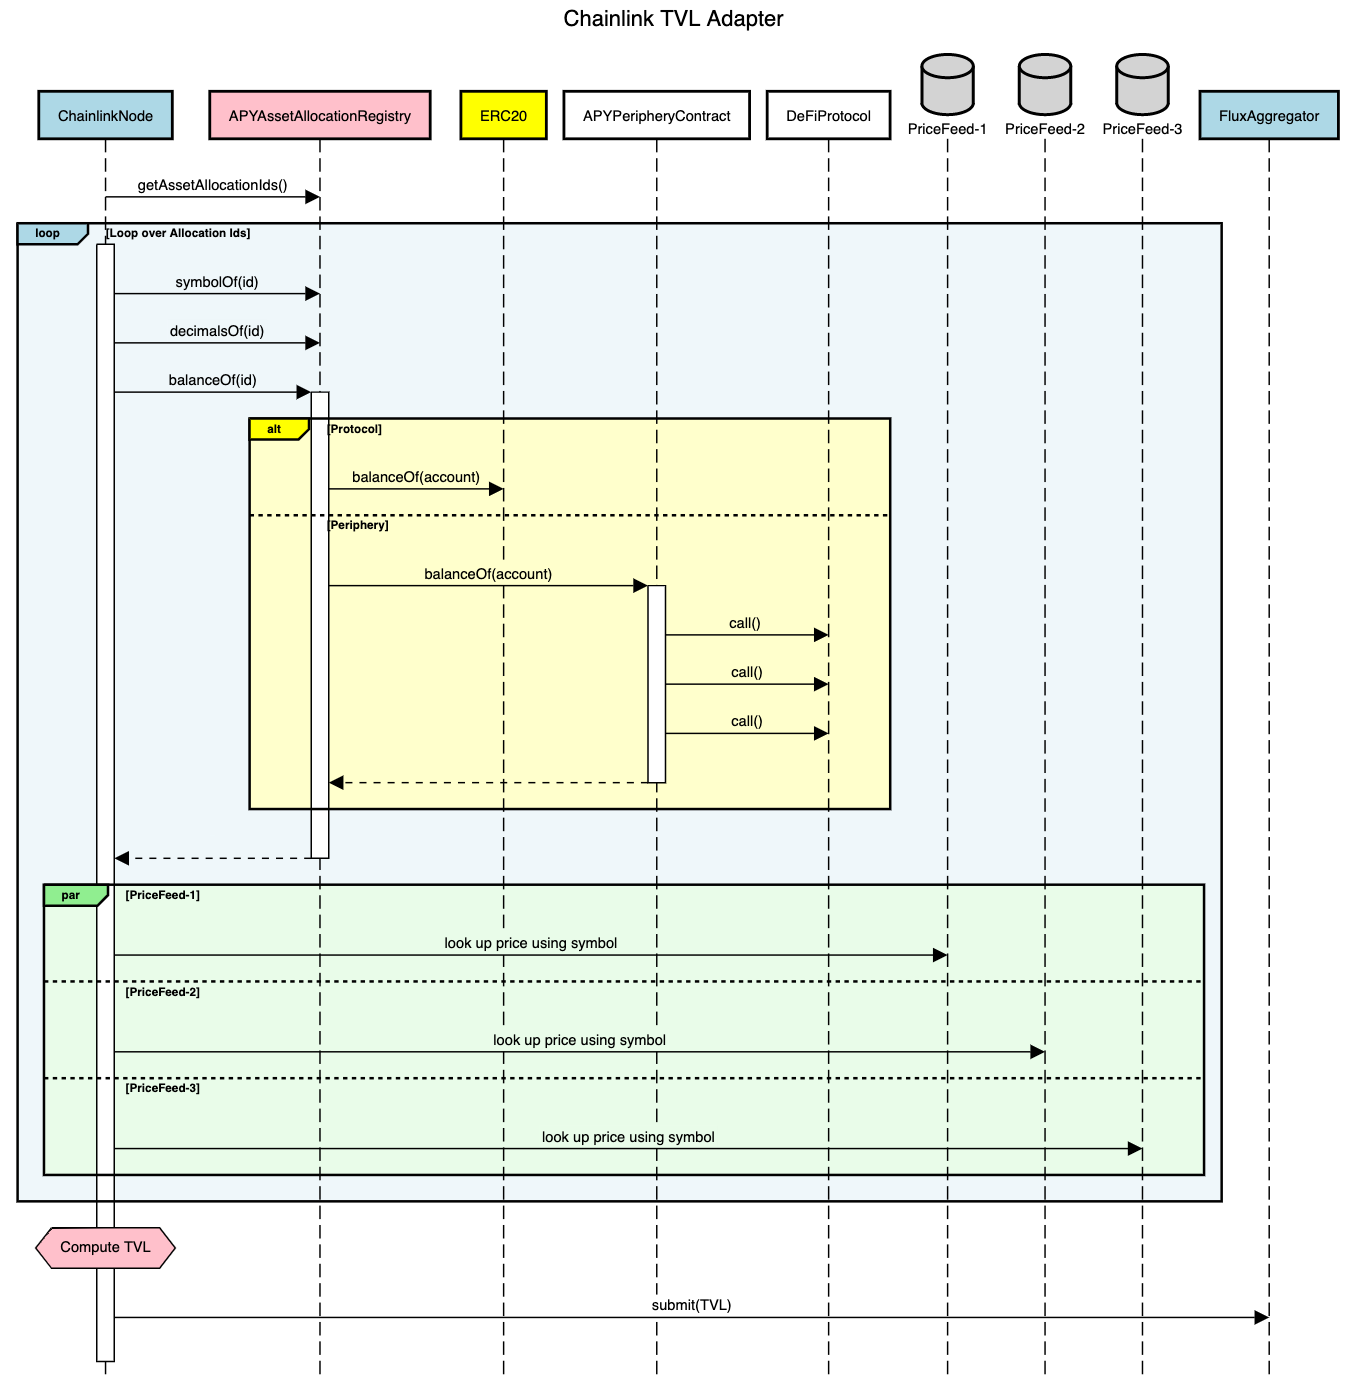 Chainlink TVL Adapter
ChainlinkNode
APYAssetAllocationRegistry
ERC20
APYPeripheryContract
DeFiProtocol
PriceFeed-1
PriceFeed-2
PriceFeed-3
FluxAggregator
getAssetAllocationIds()
loop
[Loop over Allocation Ids]
symbolOf(id)
decimalsOf(id)
balanceOf(id)
alt
[Protocol]
balanceOf(account)
[Periphery]
balanceOf(account)
call()
call()
call()
par
[PriceFeed-1]
look up price using symbol
[PriceFeed-2]
look up price using symbol
[PriceFeed-3]
look up price using symbol
Compute TVL
submit(TVL)